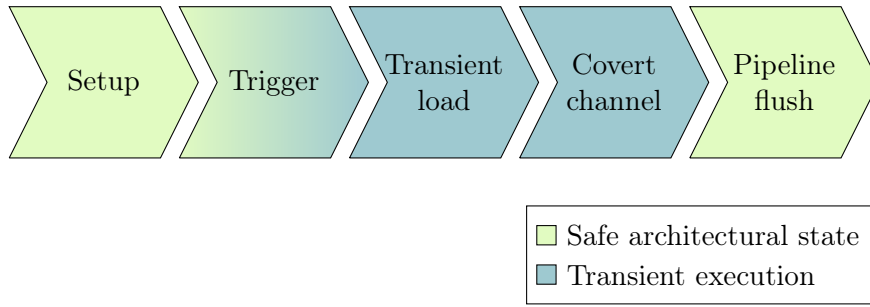 Setup
Trigger
Transient
load
Covert
channel
Pipeline
flush
Safe architectural state
Transient execution